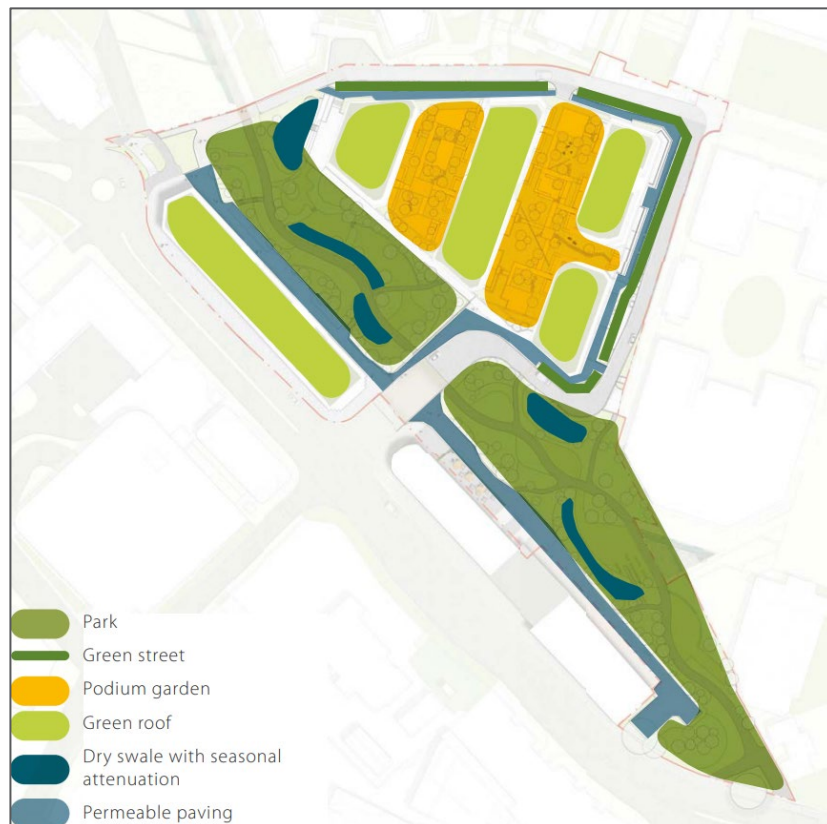 Park
Green street
Podium garden
Green roof
Dry swale with seasonal
attenuation
Permeable paving